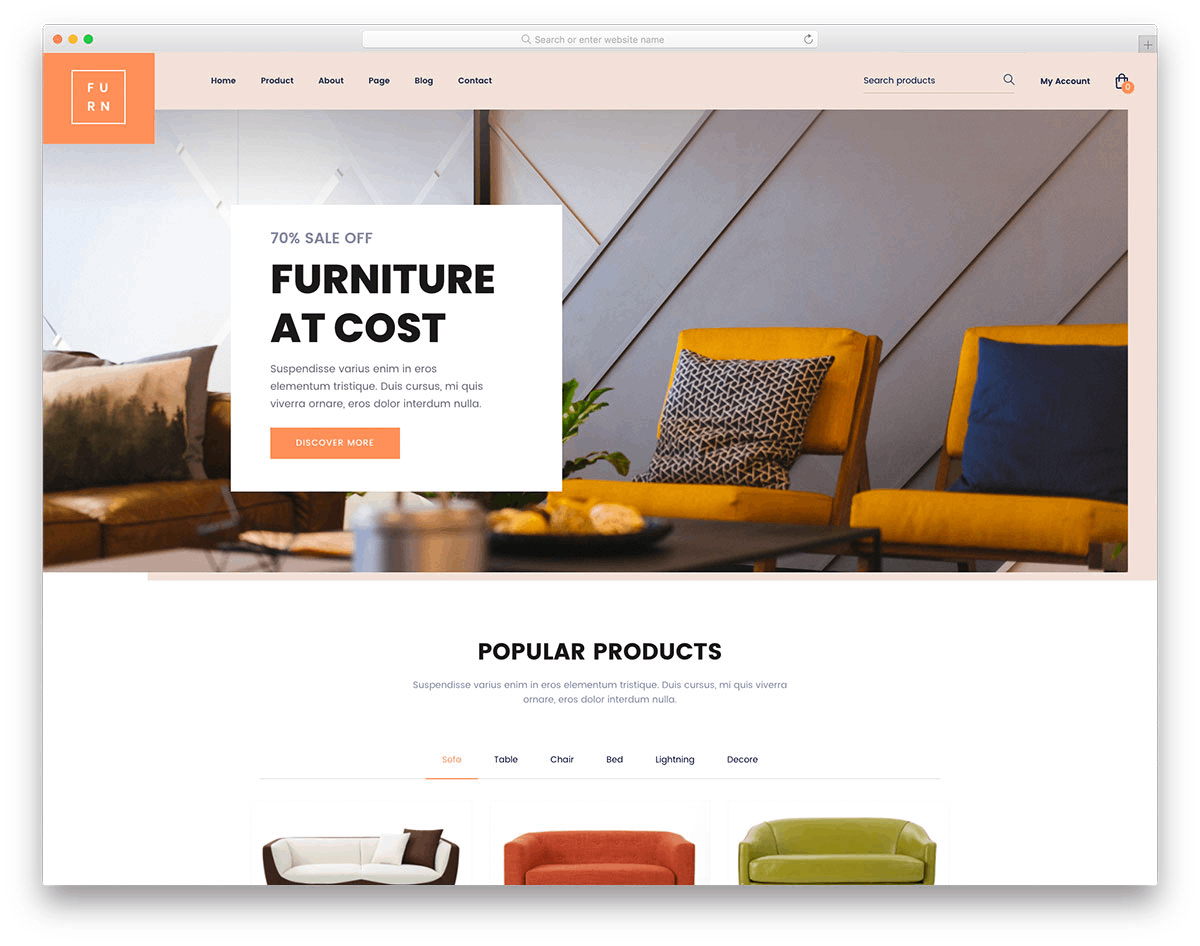 Search or enter website name
F U
R N
Home Product About Page Blog Contact
Search products
My Account
0
70% SALE OFF
FURNITURE
AT COST
Suspendisse varius enim in eros
elementum tristique. Duis cursus, mi quis
viverra ornare, eros dolor interdum nulla.
DISCOVER MORE
POPULAR PRODUCTS
Suspendisse varius enim in eros elementum tristique. Duis cursus, mi quis viverra
ornare, eros dolor interdum nulla.
Sofa Table Chair Bed Lightning Decore